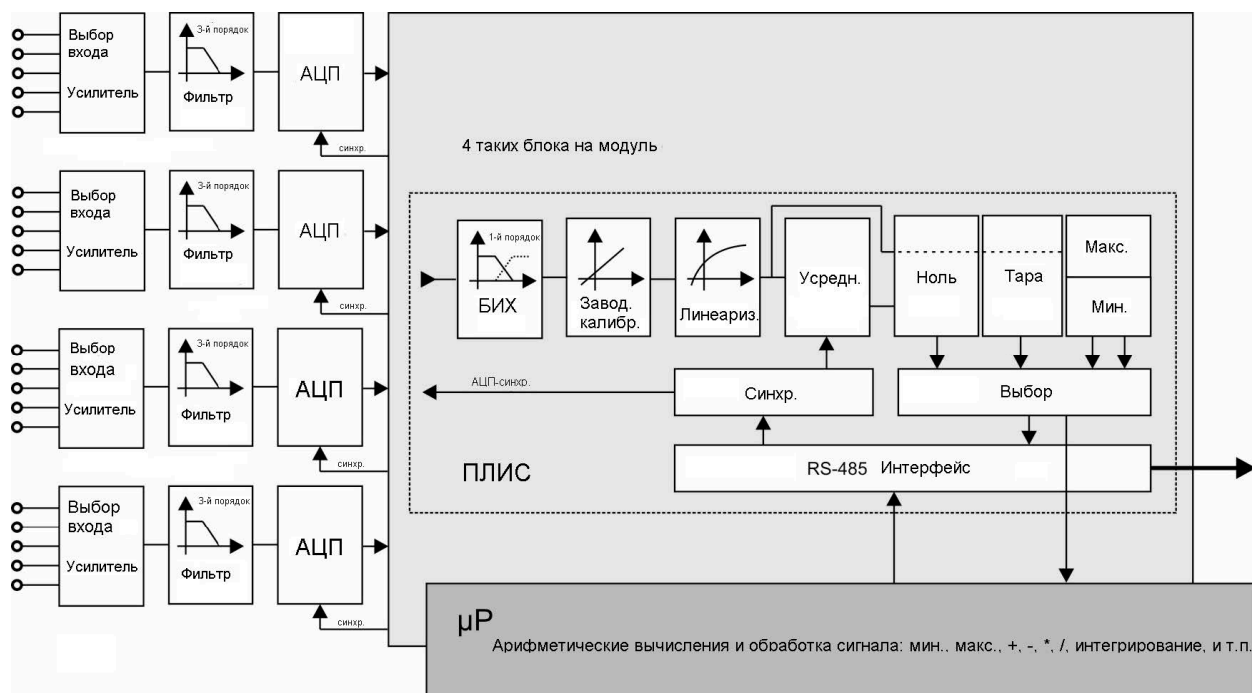 Выбор
входа
Усилитель
3-й порядок
Фильтр
АЦП
синхр.
Выбор
входа
Усилитель
3-й порядок
Фильтр
АЦП
синхр.
Выбор
входа
Усилитель
3-й порядок
Фильтр
АЦП
синхр.
Выбор
входа
Усилитель
3-й порядок
Фильтр
АЦП
синхр.
4 таких блока на модуль
1-й порядок
БИХ
Завод.
калибр.
Линеариз.
Усредн.
Ноль
Тара
Макс.
Мин.
АЦП-синхр.
Синхр.
Выбор
ПЛИС
RS-485 Интерфейс
µP
Арифметические вычисления и обработка сигнала: мин., макс., +, -, *, /, интегрирование, и т.п.